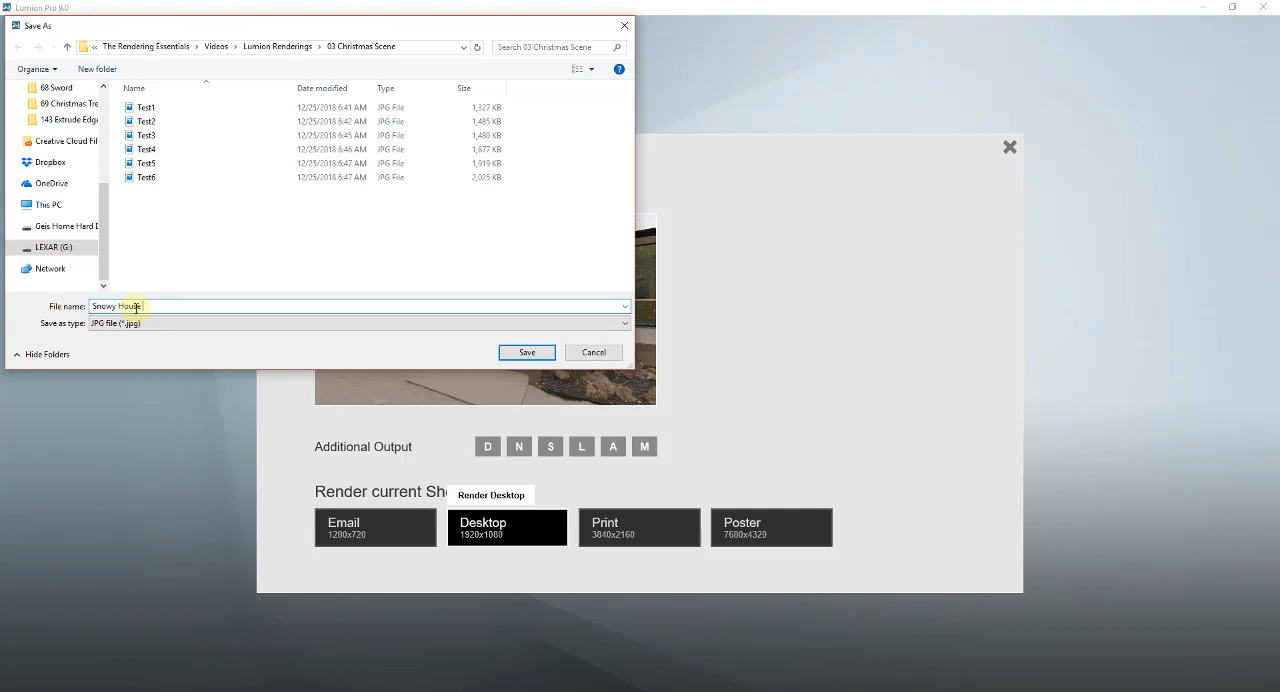 Lumion Pro 9.0
Save As
« The Rendering Essentials › Videos › Lumion Renderings › 03 Christmas Scene
Search 03 Christmas Scene
Organize New folder
Name Date modified Type Size
68 Sword
69 Christmas Tre
143 Extrude Edge
Creative Cloud Fil
Dropbox
OneDrive
This PC
Geis Home Hard D
LEXAR (G:)
Network
Test1 12/25/2018 6:41 AM JPG File 1,327 KB
Test2 12/25/2018 6:42 AM JPG File 1,485 KB
Test3 12/25/2018 6:45 AM JPG File 1,480 KB
Test4 12/25/2018 6:46 AM JPG File 1,877 KB
Test5 12/25/2018 6:47 AM JPG File 1,919 KB
Test6 12/25/2018 6:47 AM JPG File 2,025 KB
File name: Snowy House
Save as type: JPG file (*.jpg)
Hide Folders
Save Cancel
Additional Output D N S L A M
Render current Sh
Render Desktop
Email
1280x720
Desktop
1920x1080
Print
3840x2160
Poster
7680x4320